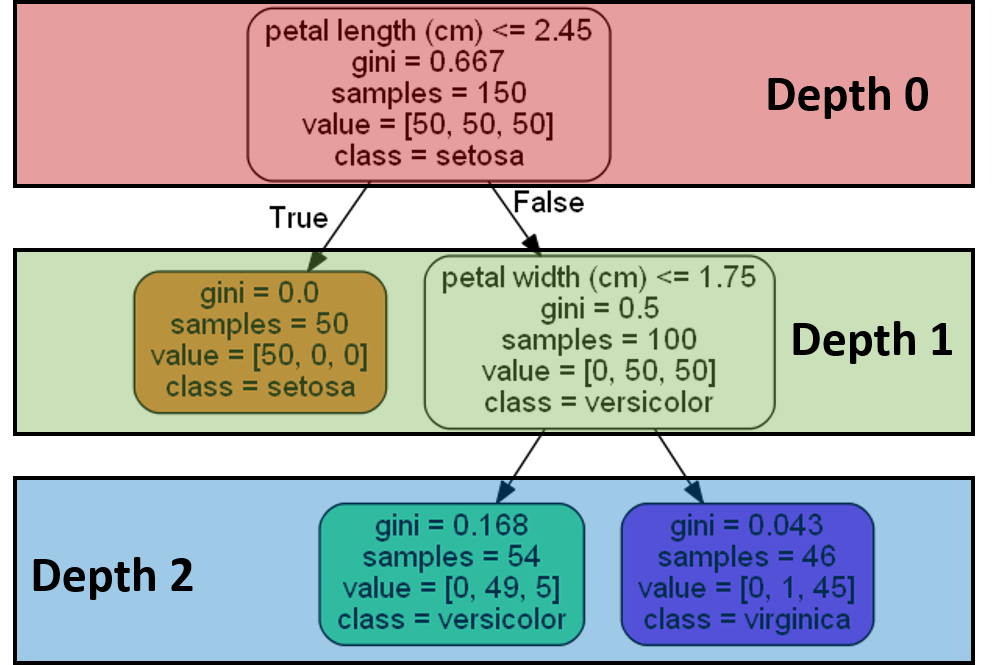 petal length (cm) <= 2.45
gini = 0.667
samples = 150
value = [50, 50, 50]
class = setosa
Depth 0
True
False
gini = 0.0
samples = 50
value = [50, 0, 0]
class = setosa
petal width (cm) <= 1.75
gini = 0.5
samples = 100
value = [0, 50, 50]
class = versicolor
Depth 1
Depth 2
gini = 0.168
samples = 54
value = [0, 49, 5]
class = versicolor
gini = 0.043
samples = 46
value = [0, 1, 45]
class = virginica